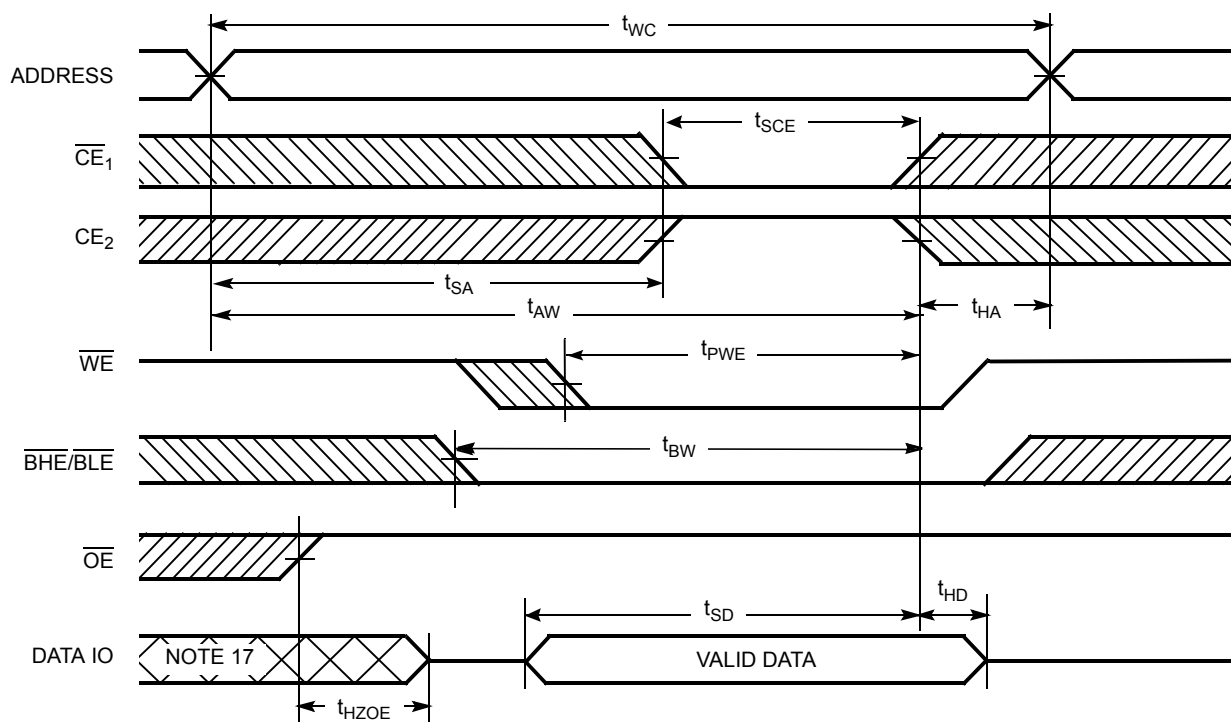 tWC
ADDRESS
tSCE
CE1
CE2
tSA
tAW
tHA
WE
tPWE
BHE/BLE
tBW
OE
tHD
tSD
DATA IO
NOTE 17
VALID DATA
tHZOE